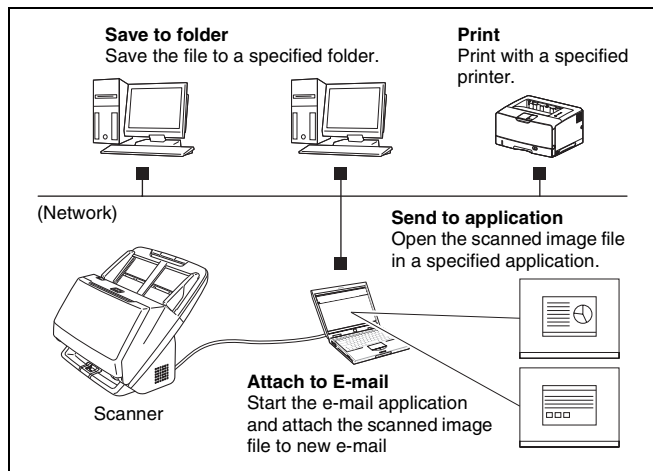 Save to folder
Save the file to a specified folder.
Print
Print with a specified
printer.
(Network)
Send to application
Open the scanned image file
in a specified application.
Scanner
Attach to E-mail
Start the e-mail application
and attach the scanned image
file to new e-mail